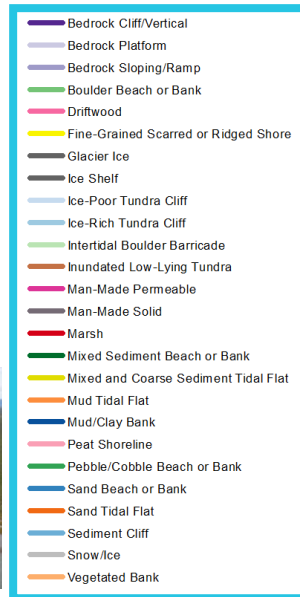 Bedrock Cliff/Vertical
Bedrock Platform
Bedrock Sloping/Ramp
Boulder Beach or Bank
Driftwood
Fine-Grained Scarred or Ridged Shore
Glacier Ice
Ice Shelf
Ice-Poor Tundra Cliff
Ice-Rich Tundra Cliff
Intertidal Boulder Barricade
Inundated Low-Lying Tundra
Man-Made Permeable
Man-Made Solid
Marsh
Mixed Sediment Beach or Bank
Mixed and Coarse Sediment Tidal Flat
Mud Tidal Flat
Mud/Clay Bank
Peat Shoreline
Pebble/Cobble Beach or Bank
Sand Beach or Bank
Sand Tidal Flat
Sediment Cliff
Snow/Ice
Vegetated Bank